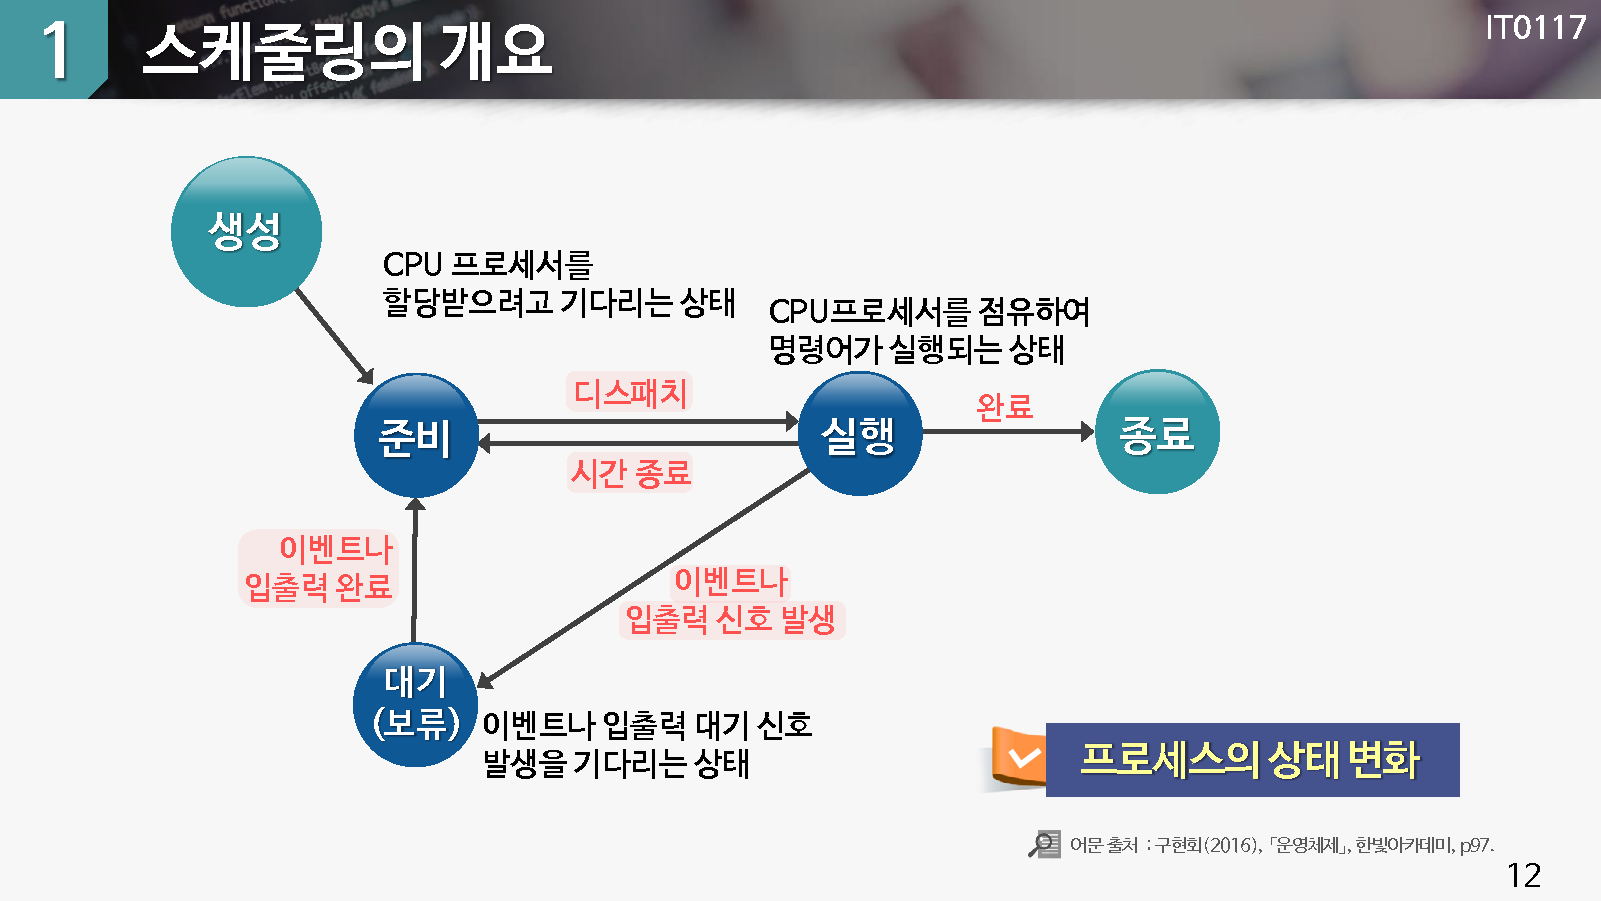 1 스케줄링의 개요
IT0117
생성
CPU 프로세서를
할당받으려고 기다리는 상태
CPU프로세서를 점유하여
명령어가 실행되는 상태
디스패치
완료
준비
실행
종료
시간 종료
이벤트나
입출력 완료
이벤트나
입출력 신호 발생
대기
(보류)
이벤트나 입출력 대기 신호
발생을 기다리는 상태
프로세스의 상태 변화
어문 출처 : 구현회(2016), 「운영체제」, 한빛아카데미, p97.
12